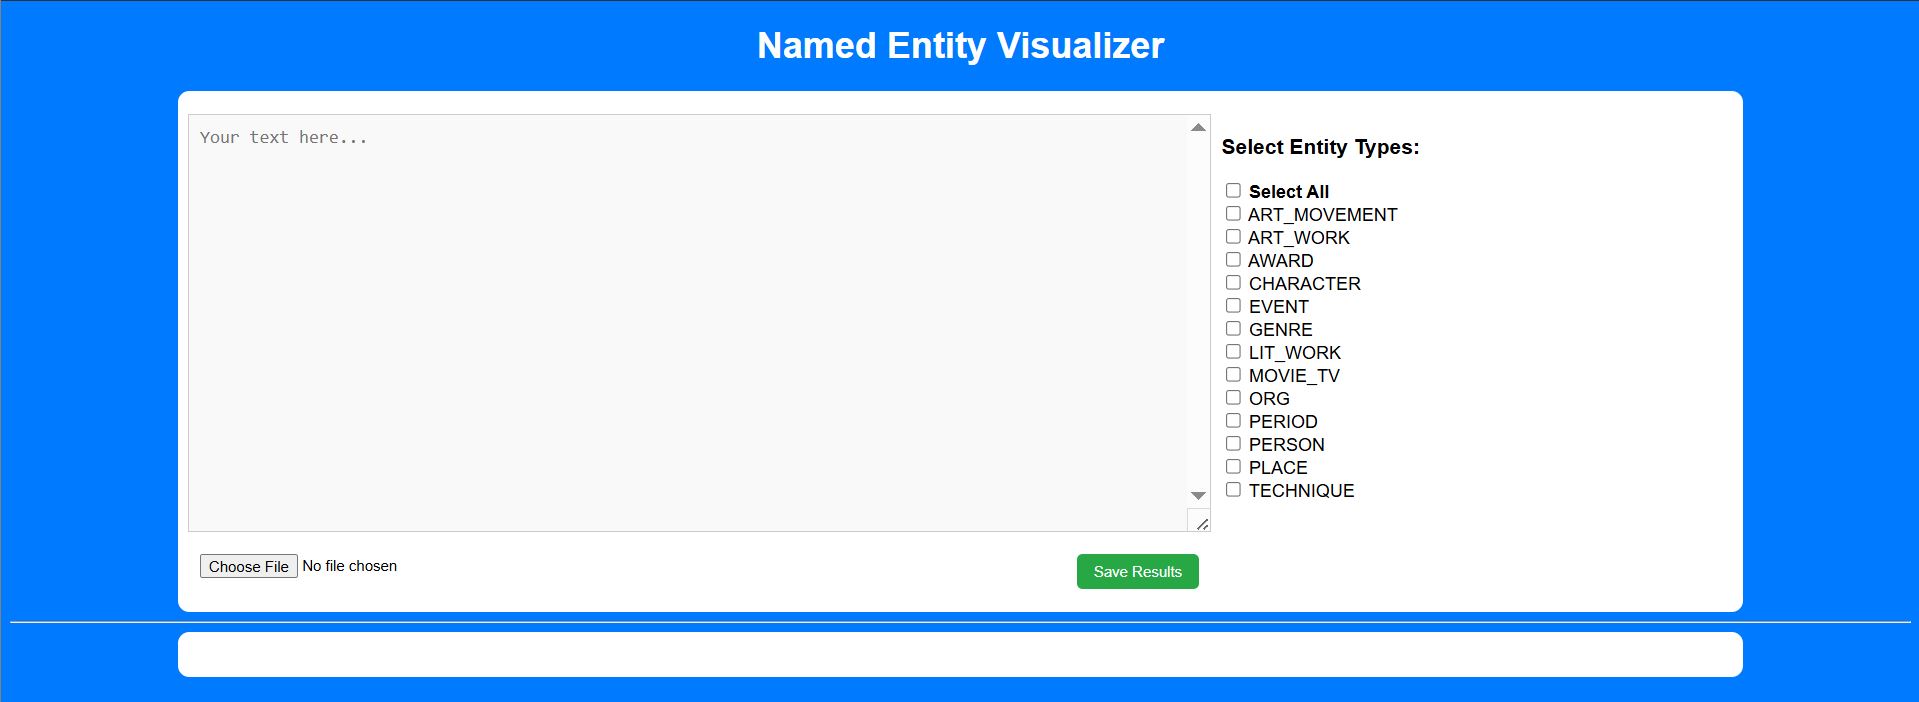 Named Entity Visualizer
Your text here...
Select Entity Types:
Select All
ART_MOVEMENT
ART_WORK
AWARD
CHARACTER
EVENT
GENRE
LIT_WORK
MOVIE_TV
ORG
PERIOD
PERSON
PLACE
TECHNIQUE
Choose File No file chosen
Save Results